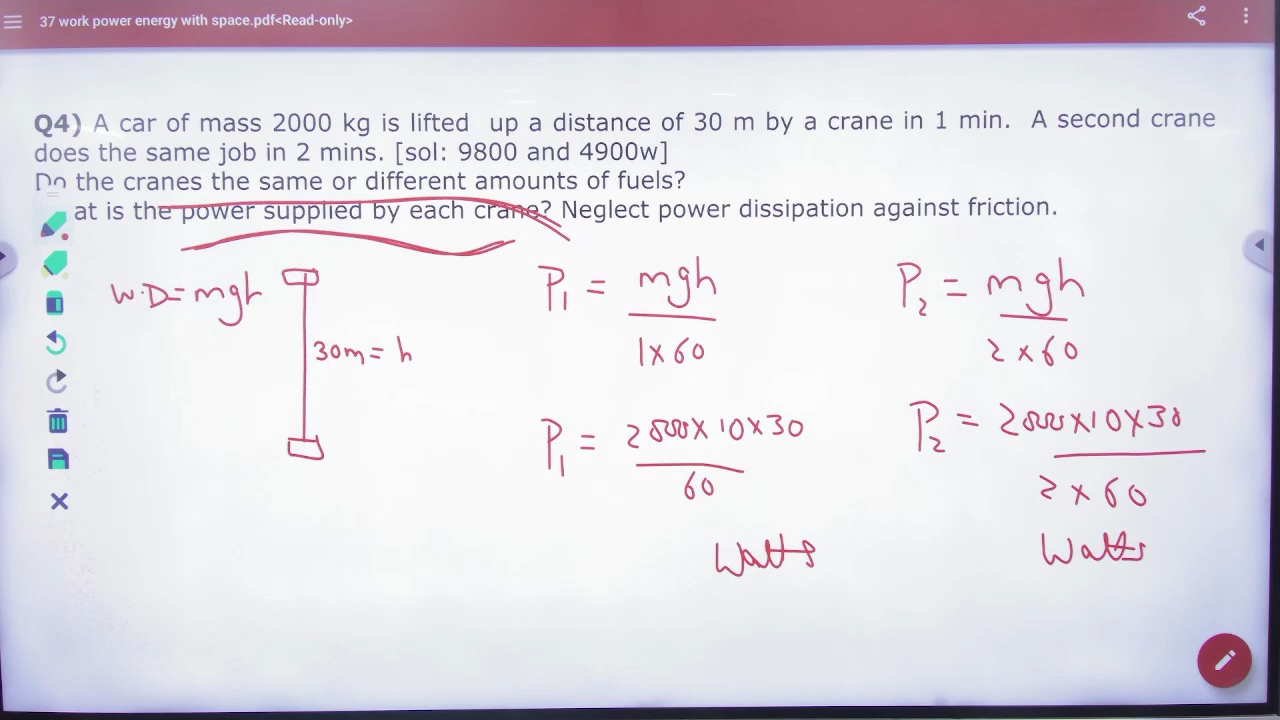 37 work power energy with space.pdf<Read-only>
Q4) A car of mass 2000 kg is lifted up a distance of 30 m by a crane in 1 min. A second crane
does the same job in 2 mins. [sol: 9800 and 4900w]
Do the cranes the same or different amounts of fuels?
at is the power supplied by each crane? Neglect power dissipation against friction.
W.D = mgh
30m = h
P1 = mgh
1 x 60
P2 = mgh
2 x 60
P1 = 2000 x 10 x 30
60
Watts
P2 = 2000 x 10 x 30
2 x 60
Watts